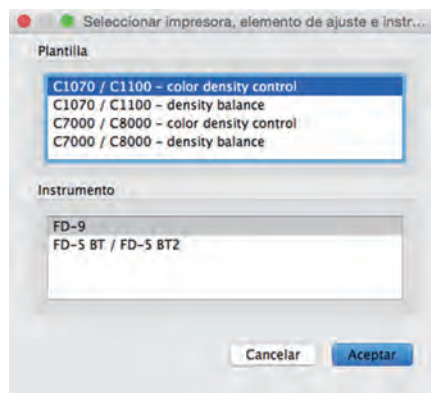 Seleccionar impresora, elemento de ajuste e instr...
Plantilla
C1070 / C1100 – color density control
C1070 / C1100 – density balance
C7000 / C8000 – color density control
C7000 / C8000 – density balance
Instrumento
FD-9
FD-5 BT / FD-5 BT2
Cancelar
Aceptar